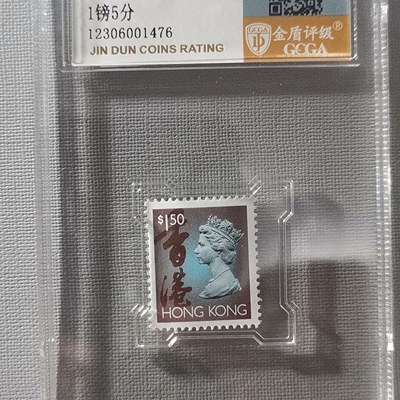 1镑5分
12306001476
JIN DUN COINS RATING
GCGA
金盾评级®
GCGA
$1.50
香港
HONG KONG